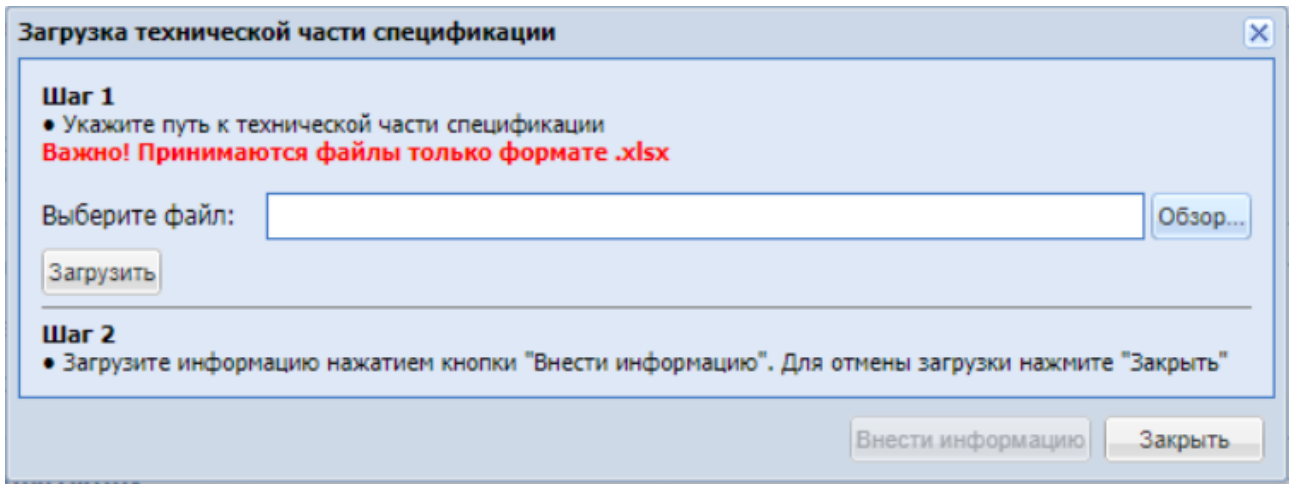 Загрузка технической части спецификации
Шаг 1
• Укажите путь к технической части спецификации
Важно! Принимаются файлы только формате .xlsx
Выберите файл: Обзор...
Загрузить
Шаг 2
• Загрузите информацию нажатием кнопки "Внести информацию". Для отмены загрузки нажмите "Закрыть"
Внести информацию Закрыть